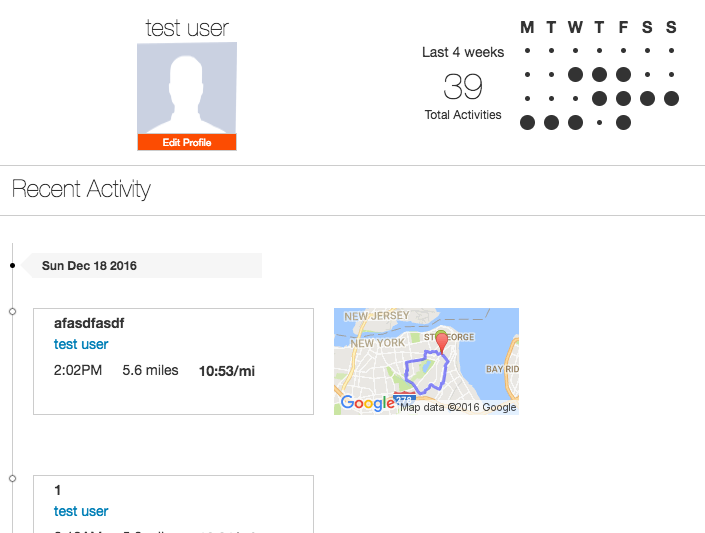 test user
Edit Profile
Last 4 weeks
39
Total Activities
M T W T F S S
Recent Activity
Sun Dec 18 2016
afasdfasdf
test user
2:02PM 5.6 miles 10:53/mi
NEW JERSEY
NEW YORK
ST GEORGE
BAY RID
278
Google
Map data ©2016 Google
1
test user